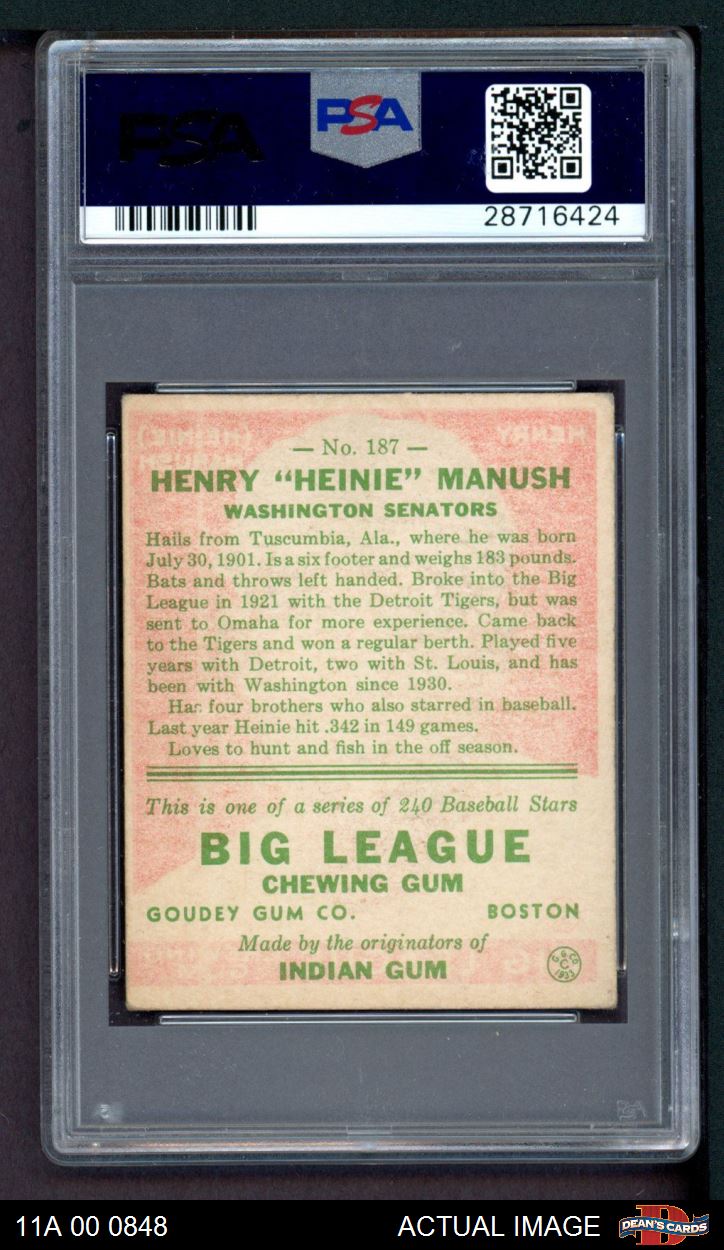 PSA
PSA
28716424
— No. 187 —
HENRY "HEINIE" MANUSH
WASHINGTON SENATORS
Hails from Tuscumbia, Ala., where he was born
July 30, 1901. Is a six footer and weighs 183 pounds.
Bats and throws left handed. Broke into the Big
League in 1921 with the Detroit Tigers, but was
sent to Omaha for more experience. Came back
to the Tigers and won a regular berth. Played five
years with Detroit, two with St. Louis, and has
been with Washington since 1930.
Has four brothers who also starred in baseball.
Last year Heinie hit .342 in 149 games.
Loves to hunt and fish in the off season.
This is one of a series of 240 Baseball Stars
BIG LEAGUE
CHEWING GUM
GOUDEY GUM CO. BOSTON
Made by the originators of
INDIAN GUM
G.G.CO.
C
1933
11A 00 0848 ACTUAL IMAGE DEAN'S CARDS